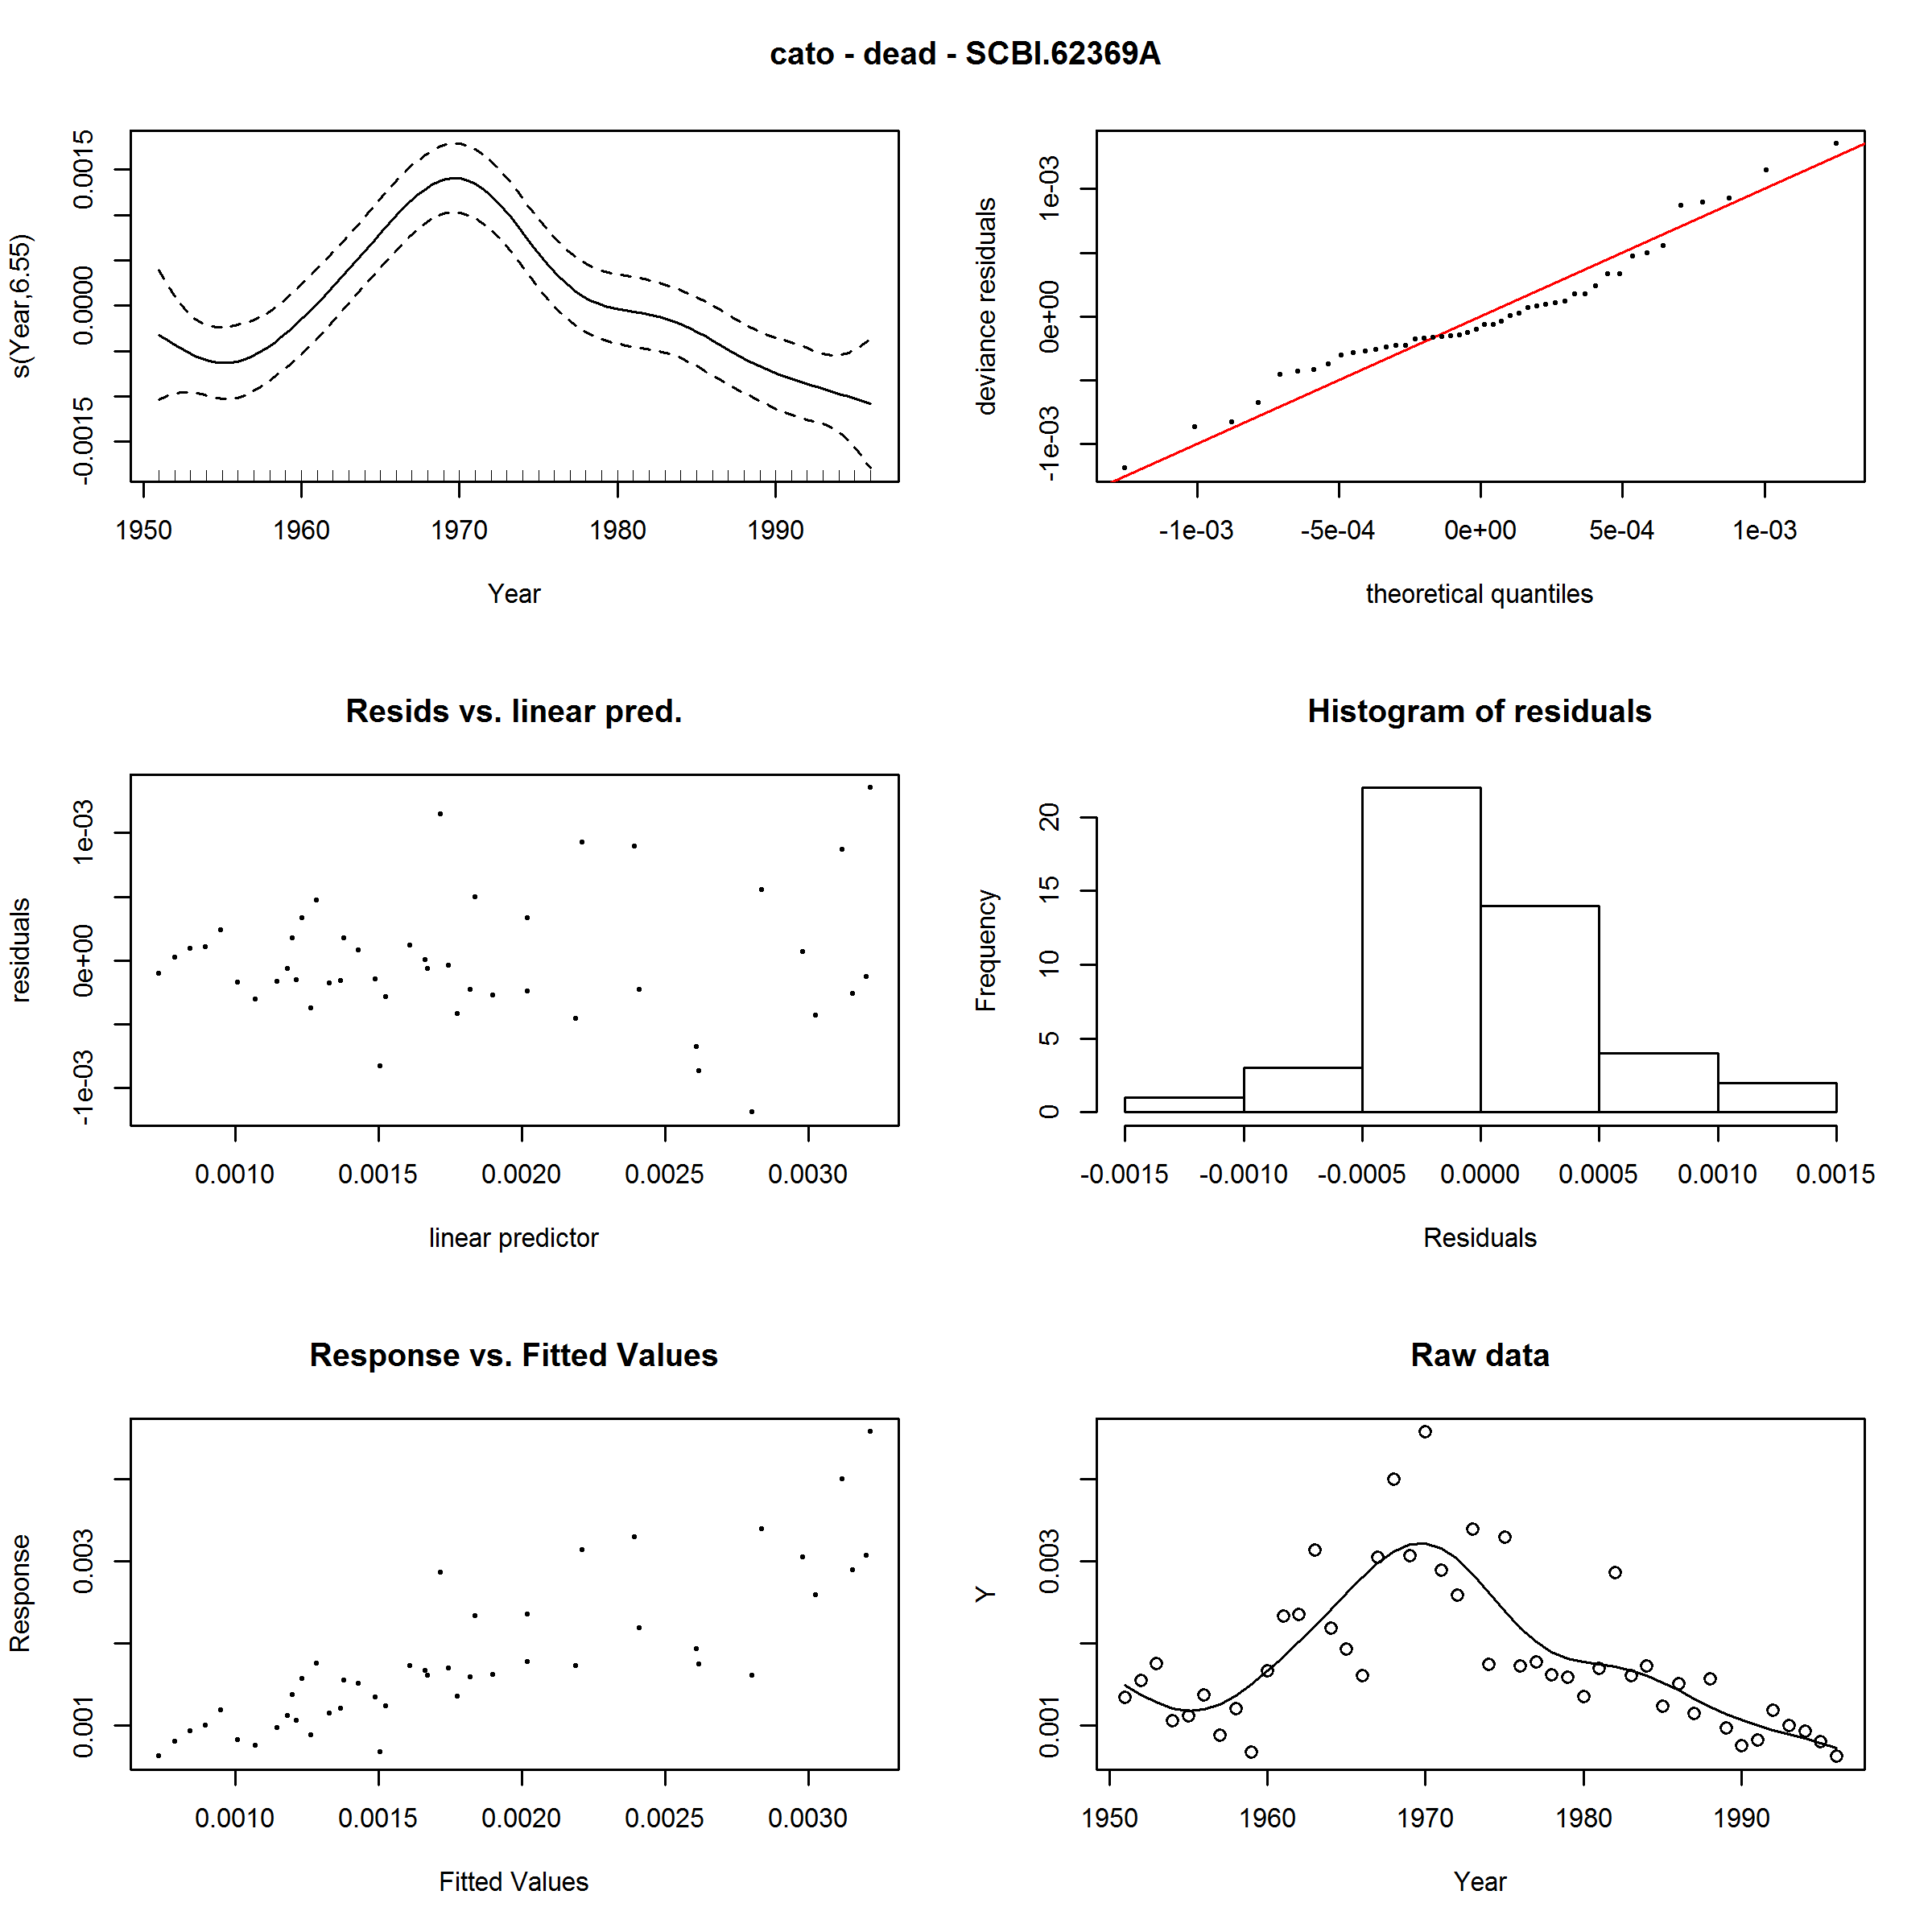 cato - dead - SCBI.62369A
s(Year,6.55)
0.0015
0.0000
-0.0015
1950 1960 1970 1980 1990
Year
deviance residuals
1e-03
0e+00
-1e-03
-1e-03 -5e-04 0e+00 5e-04 1e-03
theoretical quantiles
Resids vs. linear pred.
residuals
1e-03
0e+00
-1e-03
0.0010 0.0015 0.0020 0.0025 0.0030
linear predictor
Histogram of residuals
Frequency
20
15
10
5
0
-0.0015 -0.0010 -0.0005 0.0000 0.0005 0.0010 0.0015
Residuals
Response vs. Fitted Values
Response
0.003
0.001
0.0010 0.0015 0.0020 0.0025 0.0030
Fitted Values
Raw data
Y
0.003
0.001
1950 1960 1970 1980 1990
Year